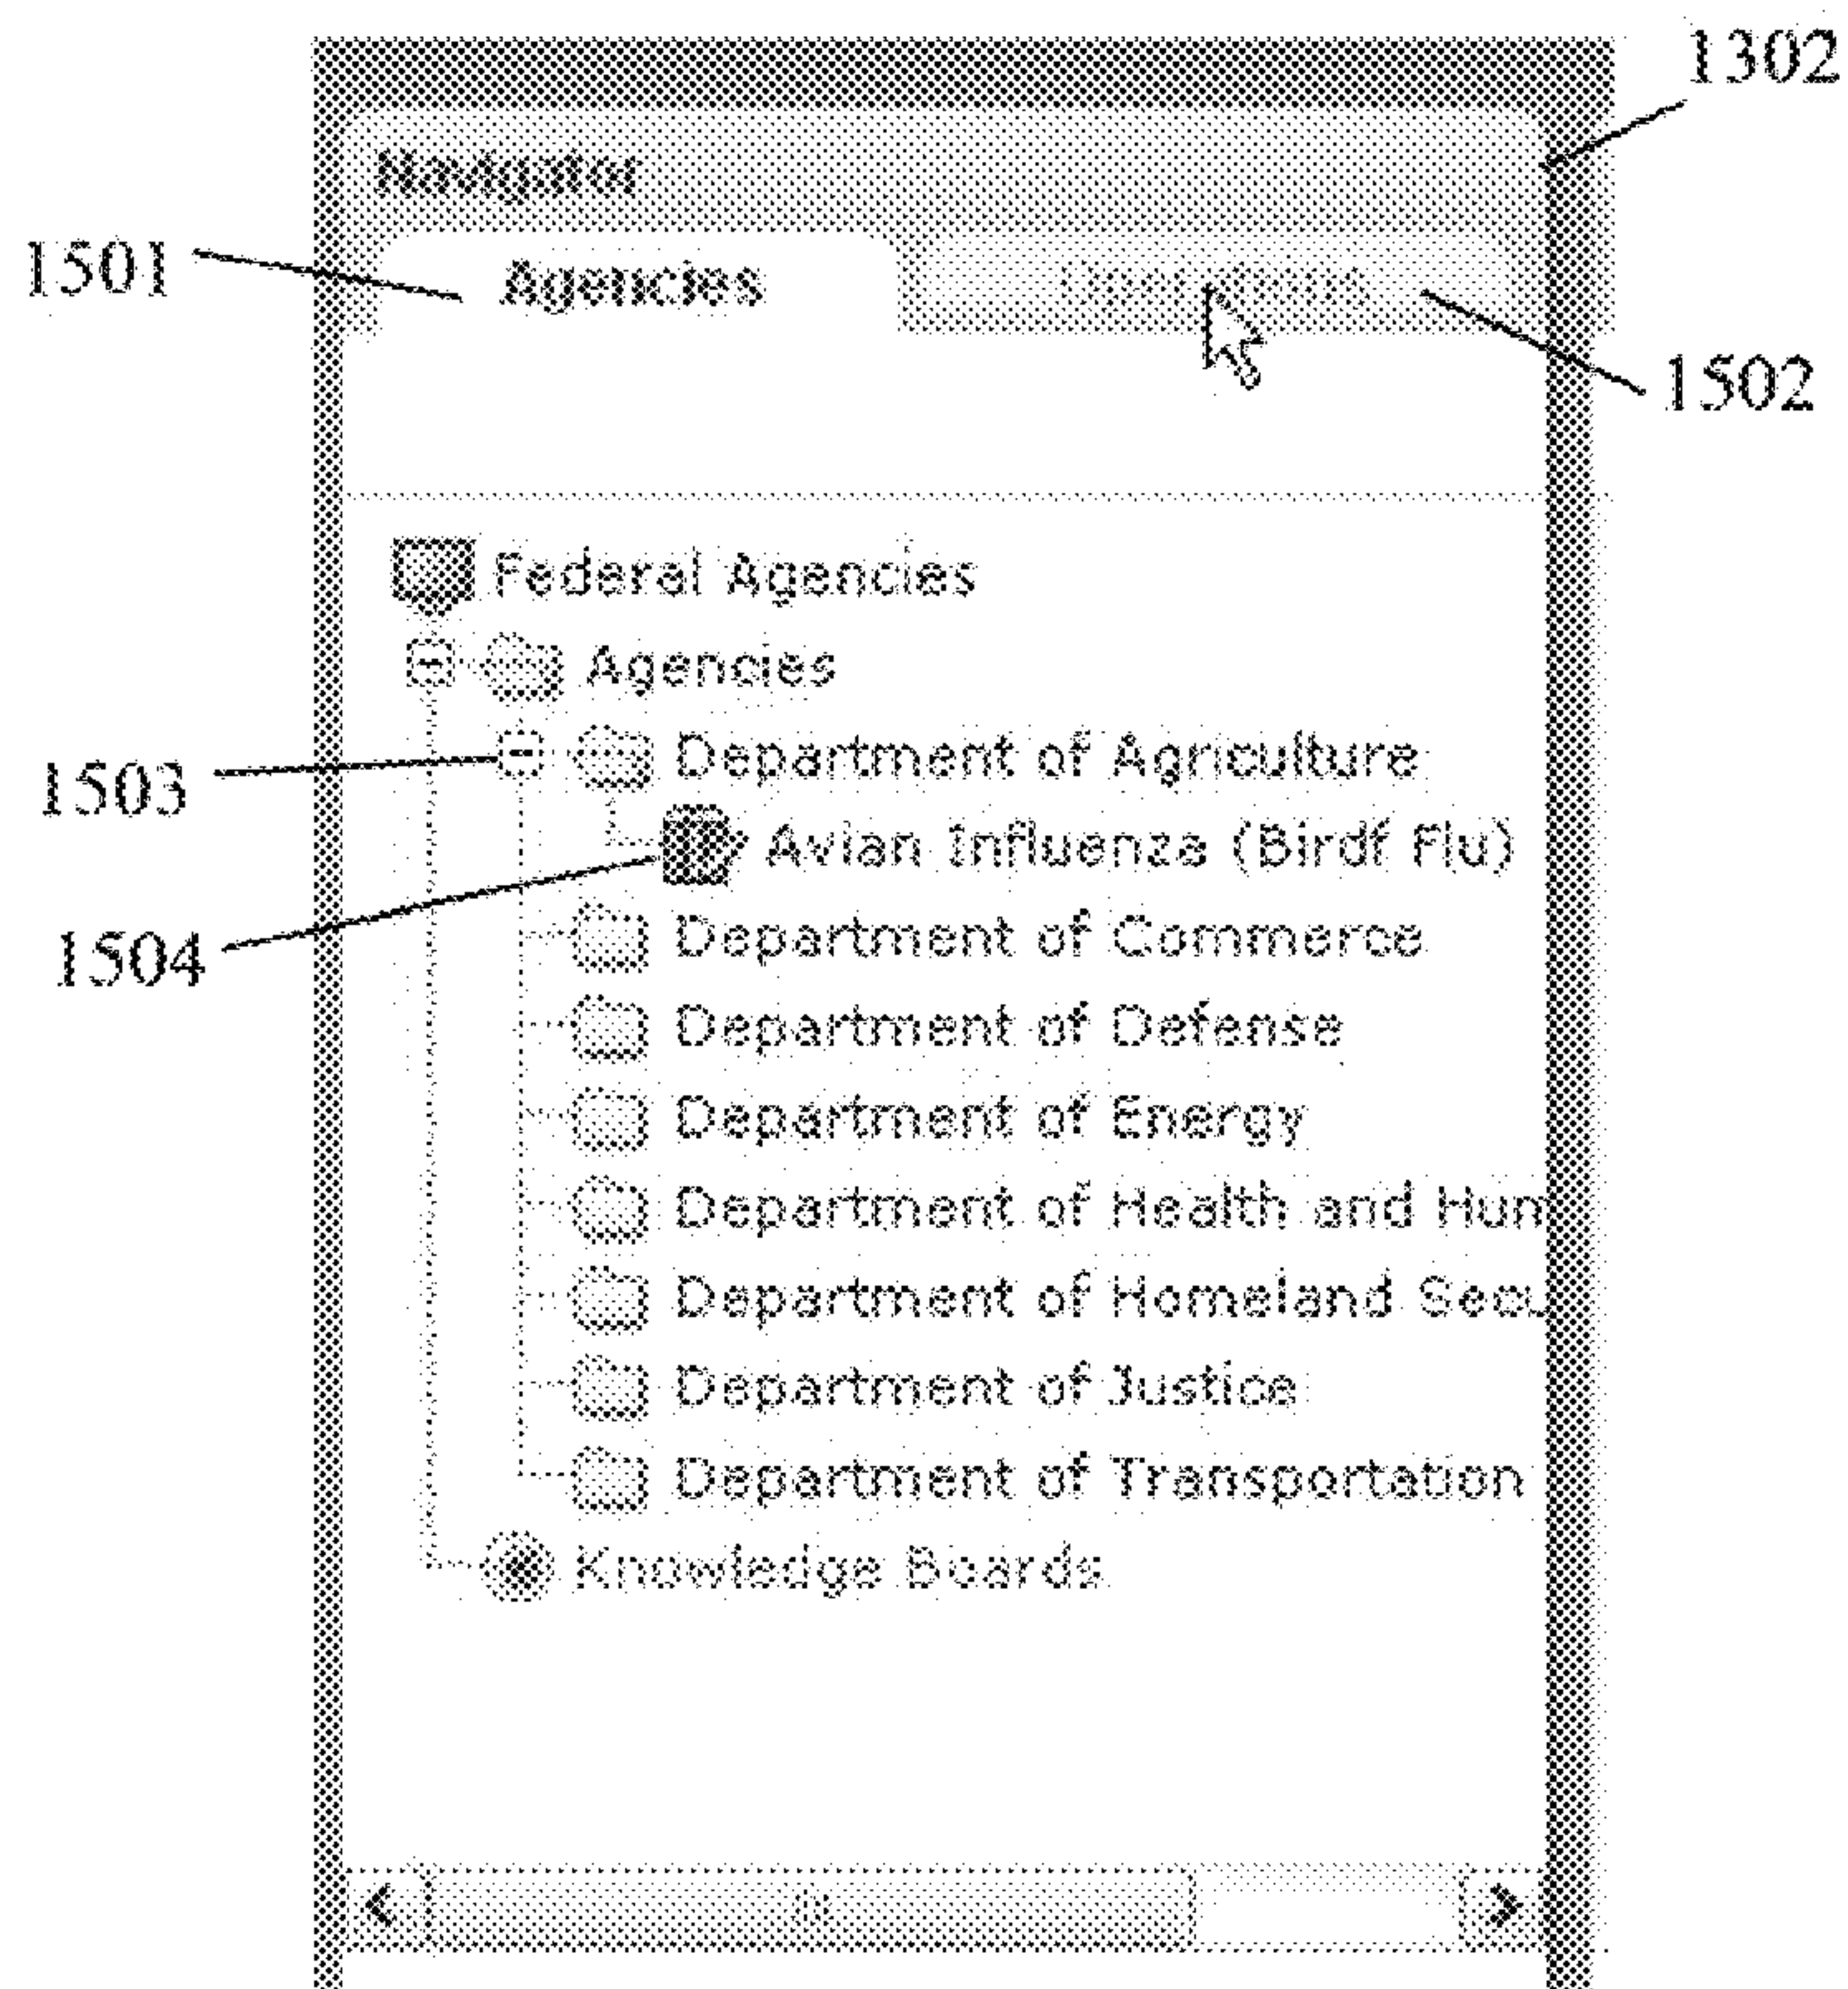 1302
Navigator
1501
Agencies
1502
Federal Agencies
Agencies
1503
Department of Agriculture
Avian Influenza (Birdf Flu)
1504
Department of Commerce
Department of Defense
Department of Energy
Department of Health and Hum
Department of Homeland Secu
Department of Justice
Department of Transportation
Knowledge Boards